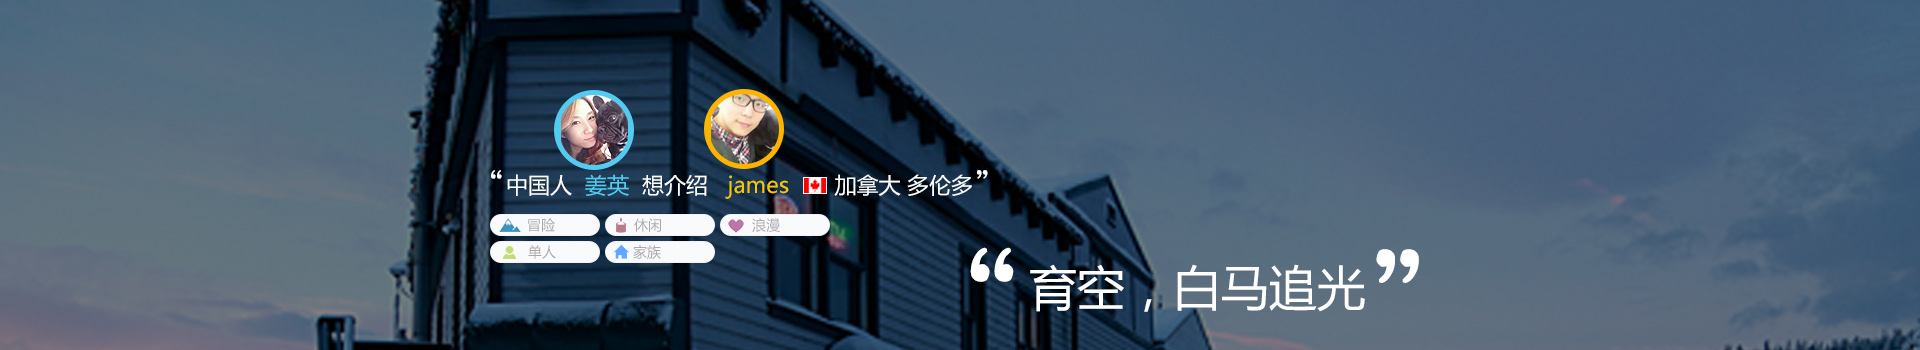 “中国人 姜英 想介绍 james 加拿大 多伦多”
冒险 休闲 浪漫
单人 家族
“育空，白马追光”